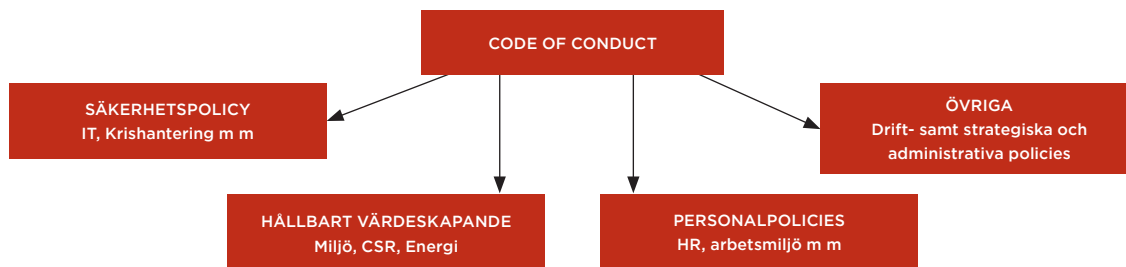 CODE OF CONDUCT
SÄKERHETSPOLICY
IT, Krishantering m m
ÖVRIGA
Drift- samt strategiska och
administrativa policies
HÅLLBART VÄRDESKAPANDE
Miljö, CSR, Energi
PERSONALPOLICIES
HR, arbetsmiljö m m